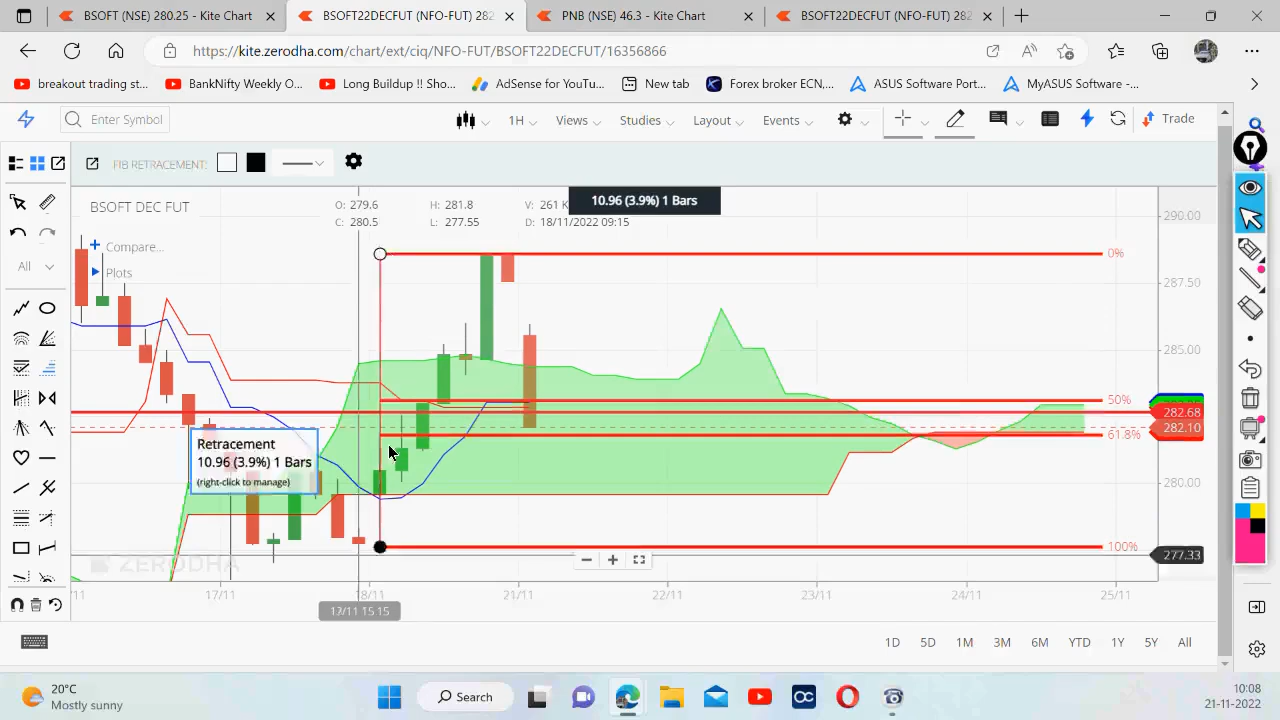 BSOFT (NSE) 280.25 - Kite Chart
BSOFT22DECFUT (NFO-FUT) 282
PNB (NSE) 46.3 - Kite Chart
BSOFT22DECFUT (NFO-FUT) 282
https://kite.zerodha.com/chart/ext/ciq/NFO-FUT/BSOFT22DECFUT/16356866
breakout trading st...
BankNifty Weekly O...
Long Buildup !! Sho...
AdSense for YouTu...
New tab
Forex broker ECN,...
ASUS Software Port...
MyASUS Software -...
Enter Symbol
1H
Views
Studies
Layout
Events
Trade
FIB RETRACEMENT:
10.96 (3.9%) 1 Bars
BSOFT DEC FUT
O: 279.6
H: 281.8
V: 261 K
C: 280.5
L: 277.55
D: 18/11/2022 09:15
Compare...
Plots
All
290.00
287.50
285.00
282.68
282.10
280.00
277.33
0%
50%
61.8%
100%
Retracement
10.96 (3.9%) 1 Bars
(right-click to manage)
ZERODHA
17/11
18/11
21/11
22/11
23/11
24/11
25/11
17/11 15:15
1D
5D
1M
3M
6M
YTD
1Y
5Y
All
20°C
Mostly sunny
Search
10:08
21-11-2022